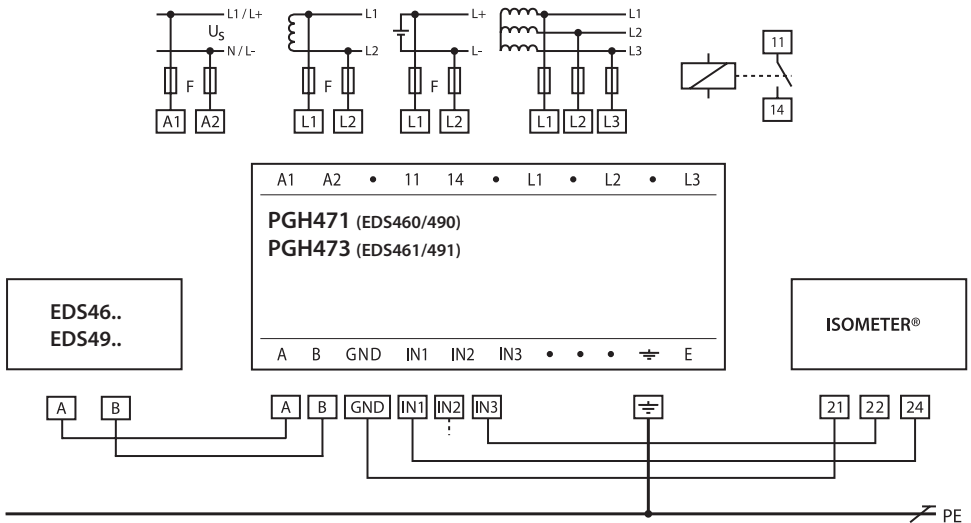 L1 / L+ L1 L+ L1
Us L2
N / L- L2 L- L3
11
F F F
14
A1 A2 L1 L2 L1 L2 L1 L2 L3
A1 A2 • 11 14 • L1 • L2 • L3
PGH471 (EDS460/490)
PGH473 (EDS461/491)
EDS46..
EDS49..
ISOMETER®
A B GND IN1 IN2 IN3 • • • E
A B A B GND IN1 IN2 IN3 21 22 24
PE